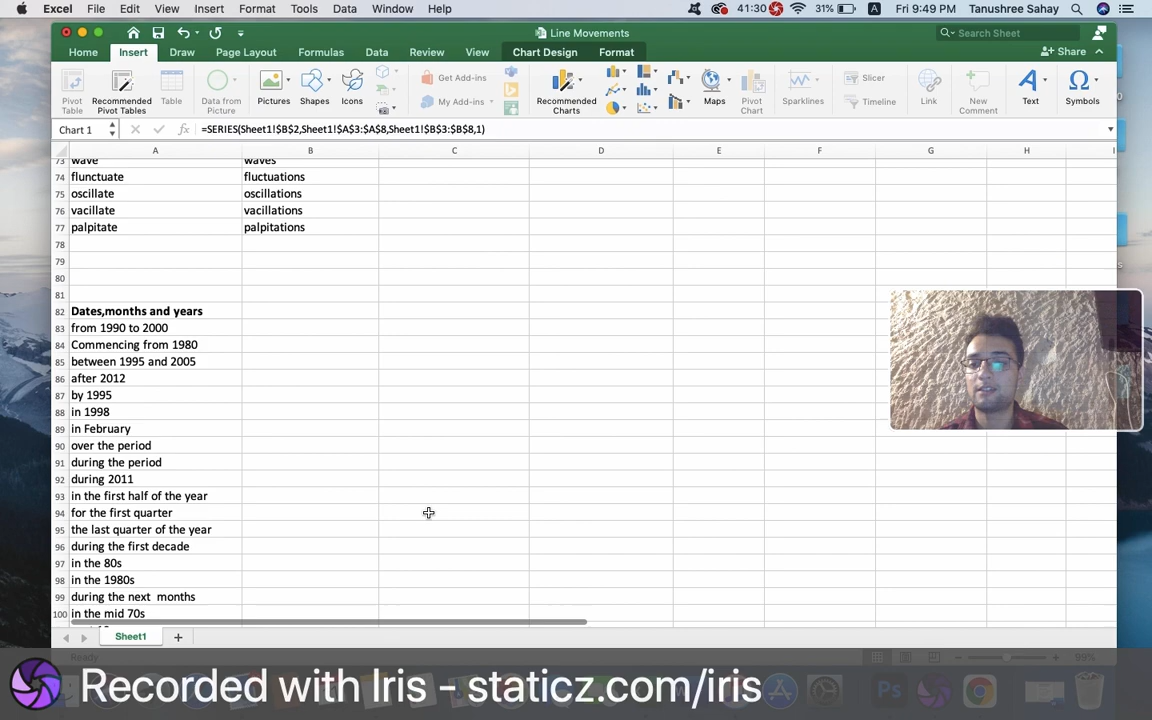 Excel File Edit View Insert Format Tools Data Window Help 41:30 31% A Fri 9:49 PM Tanushree Sahay
Line Movements
Search Sheet
Home Insert Draw Page Layout Formulas Data Review View Chart Design Format Share
Pivot Table
Recommended Pivot Tables
Table
Data from Picture
Pictures
Shapes
Icons
Get Add-ins
My Add-ins
Recommended Charts
Maps
Pivot Chart
Sparklines
Slicer
Timeline
Link
New Comment
Text
Symbols
Chart 1 fx =SERIES(Sheet1!$B$2,Sheet1!$A$3:$A$8,Sheet1!$B$3:$B$8,1)
A B C D E F G H I
73 wave waves
74 flunctuate fluctuations
75 oscillate oscillations
76 vacillate vacillations
77 palpitate palpitations
78
79
80
81
82 Dates,months and years
83 from 1990 to 2000
84 Commencing from 1980
85 between 1995 and 2005
86 after 2012
87 by 1995
88 in 1998
89 in February
90 over the period
91 during the period
92 during 2011
93 in the first half of the year
94 for the first quarter
95 the last quarter of the year
96 during the first decade
97 in the 80s
98 in the 1980s
99 during the next  months
100 in the mid 70s
Sheet1 +
Ready
Recorded with Iris - staticz.com/iris